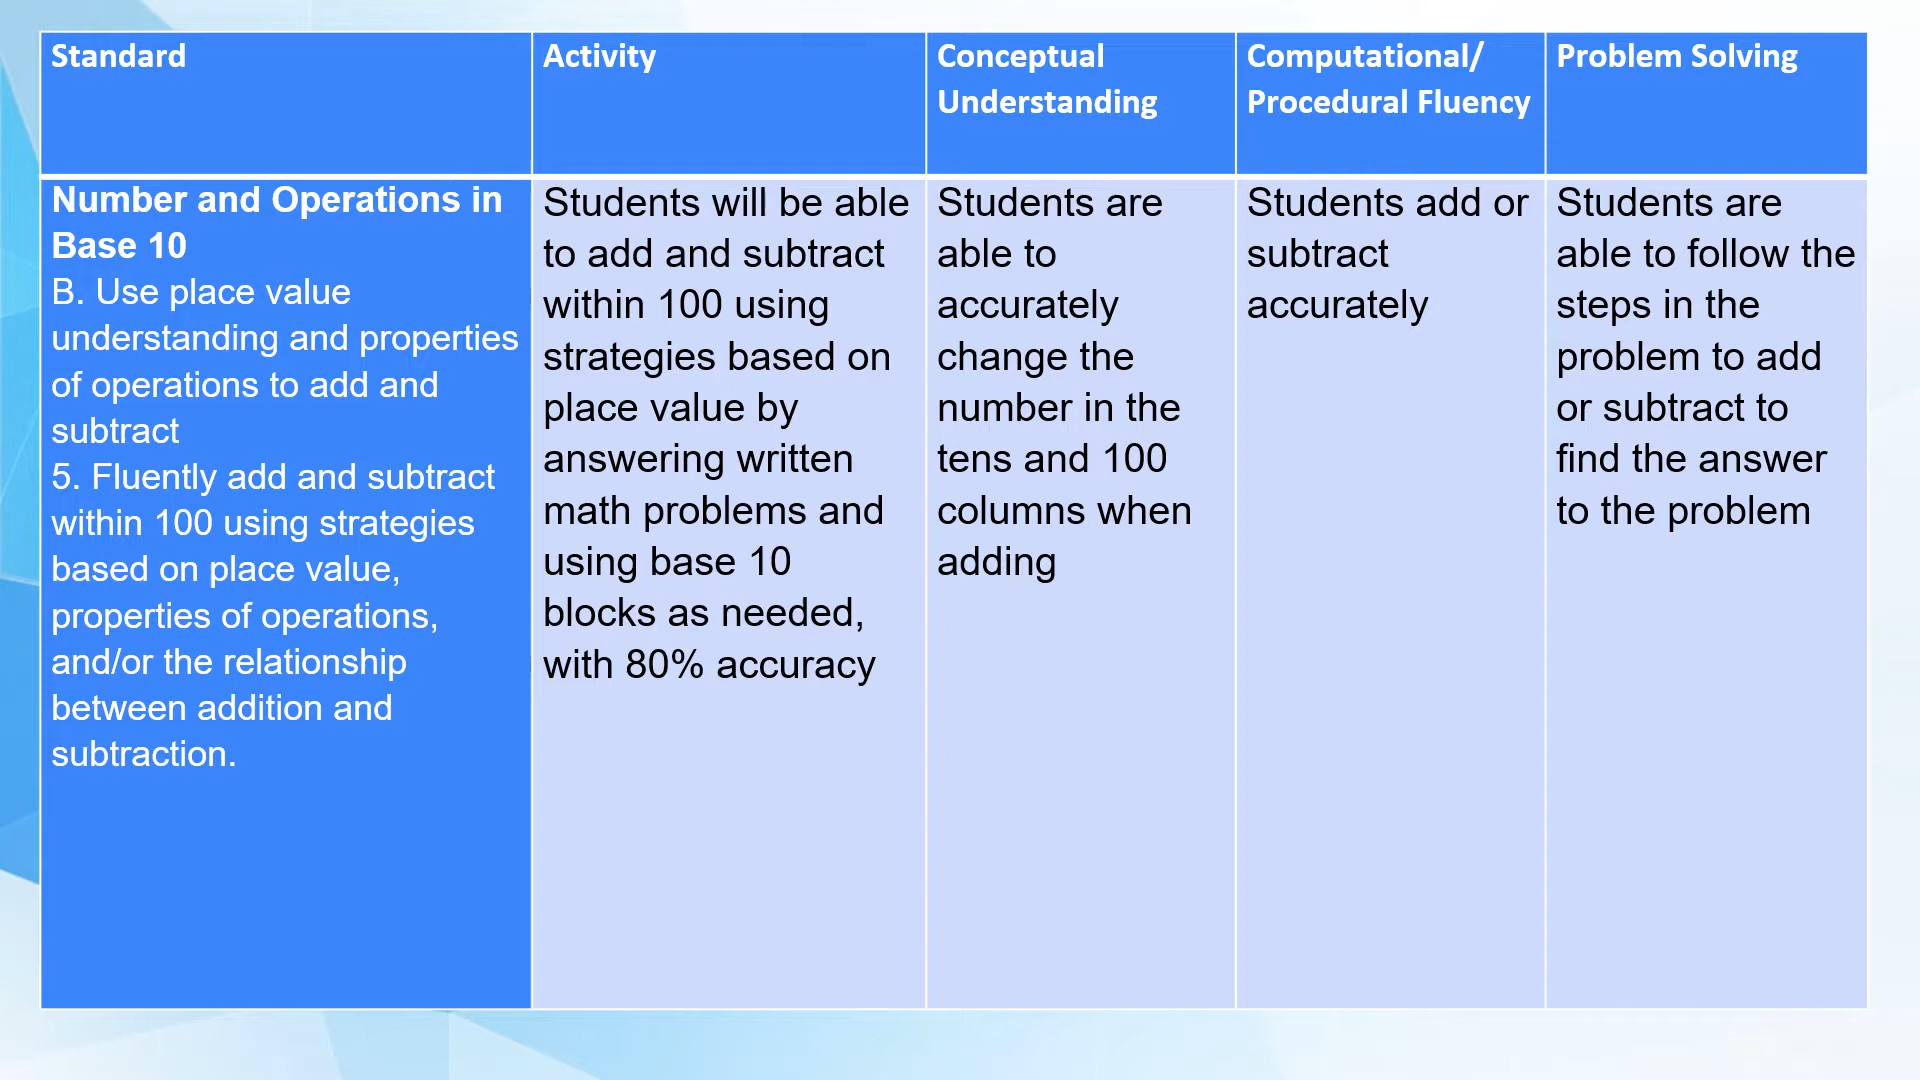 Standard
Activity
Conceptual
Understanding
Computational/
Procedural Fluency
Problem Solving
Number and Operations in
Base 10
B. Use place value
understanding and properties
of operations to add and
subtract
5. Fluently add and subtract
within 100 using strategies
based on place value,
properties of operations,
and/or the relationship
between addition and
subtraction.
Students will be able
to add and subtract
within 100 using
strategies based on
place value by
answering written
math problems and
using base 10
blocks as needed,
with 80% accuracy
Students are
able to
accurately
change the
number in the
tens and 100
columns when
adding
Students add or
subtract
accurately
Students are
able to follow the
steps in the
problem to add
or subtract to
find the answer
to the problem